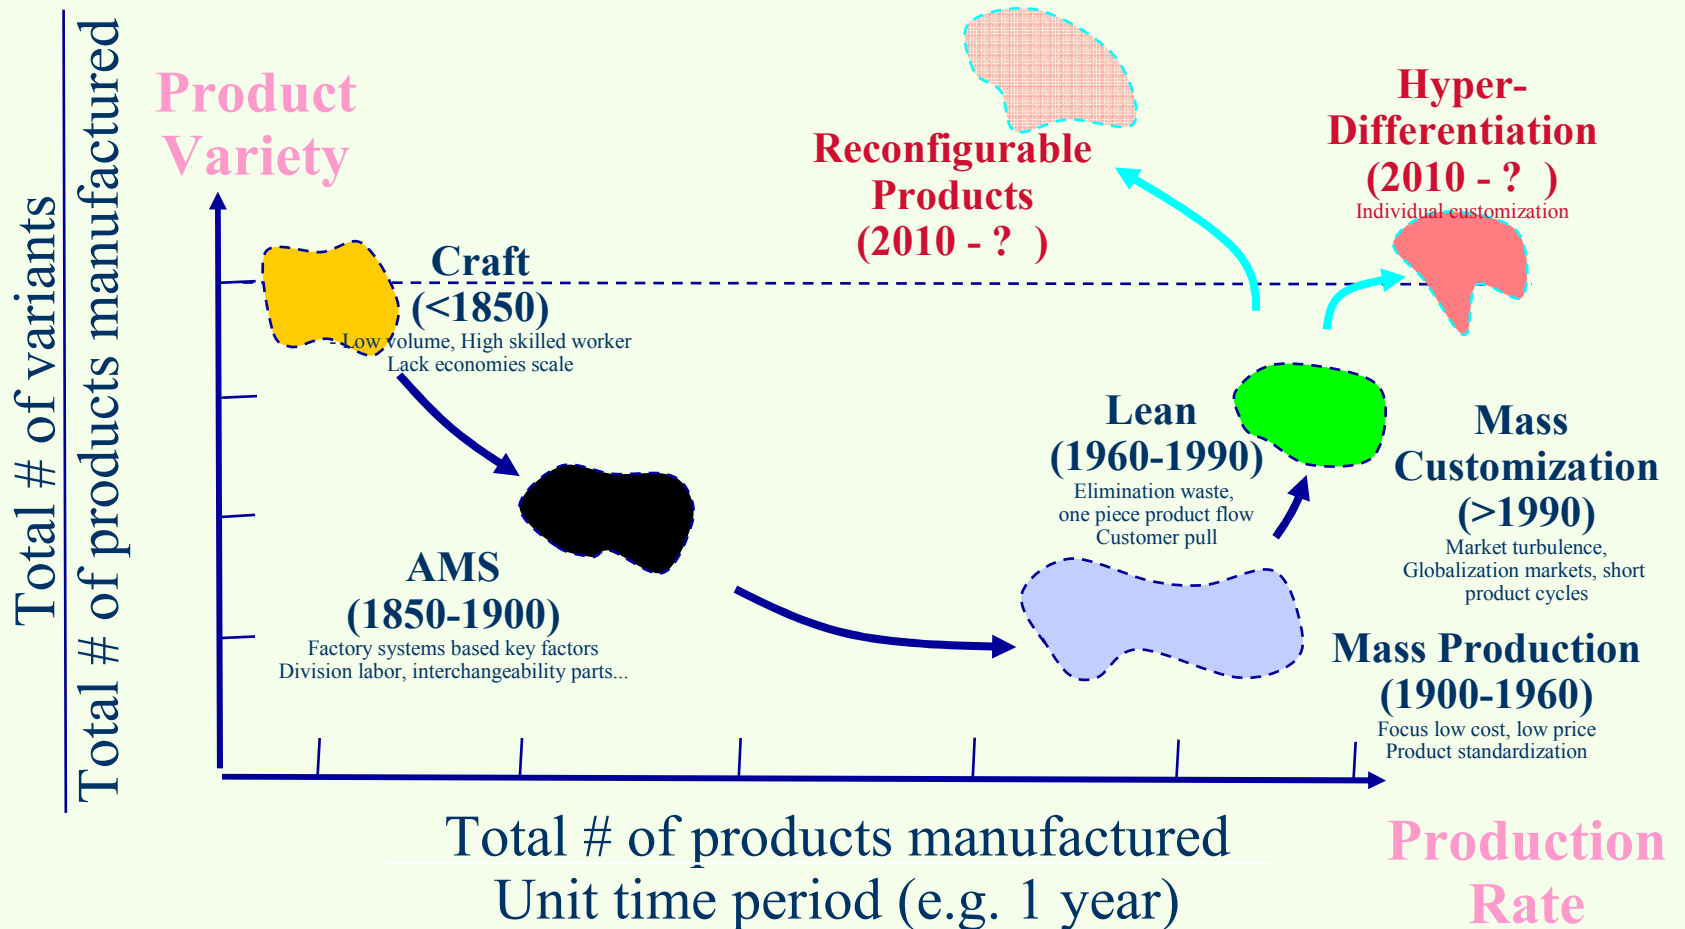 Total # of variants
Total # of products manufactured
Product
Variety
Craft
(<1850)
- Low volume, High skilled worker
Lack economies scale
AMS
(1850-1900)
Factory systems based key factors
Division labor, interchangeability parts...
Reconfigurable
Products
(2010 - ? )
Hyper-
Differentiation
(2010 - ? )
Individual customization
Lean
(1960-1990)
Elimination waste,
one piece product flow
Customer pull
Mass
Customization
(>1990)
Market turbulence,
Globalization markets, short
product cycles
Mass Production
(1900-1960)
Focus low cost, low price
Product standardization
Total # of products manufactured
Unit time period (e.g. 1 year)
Production
Rate